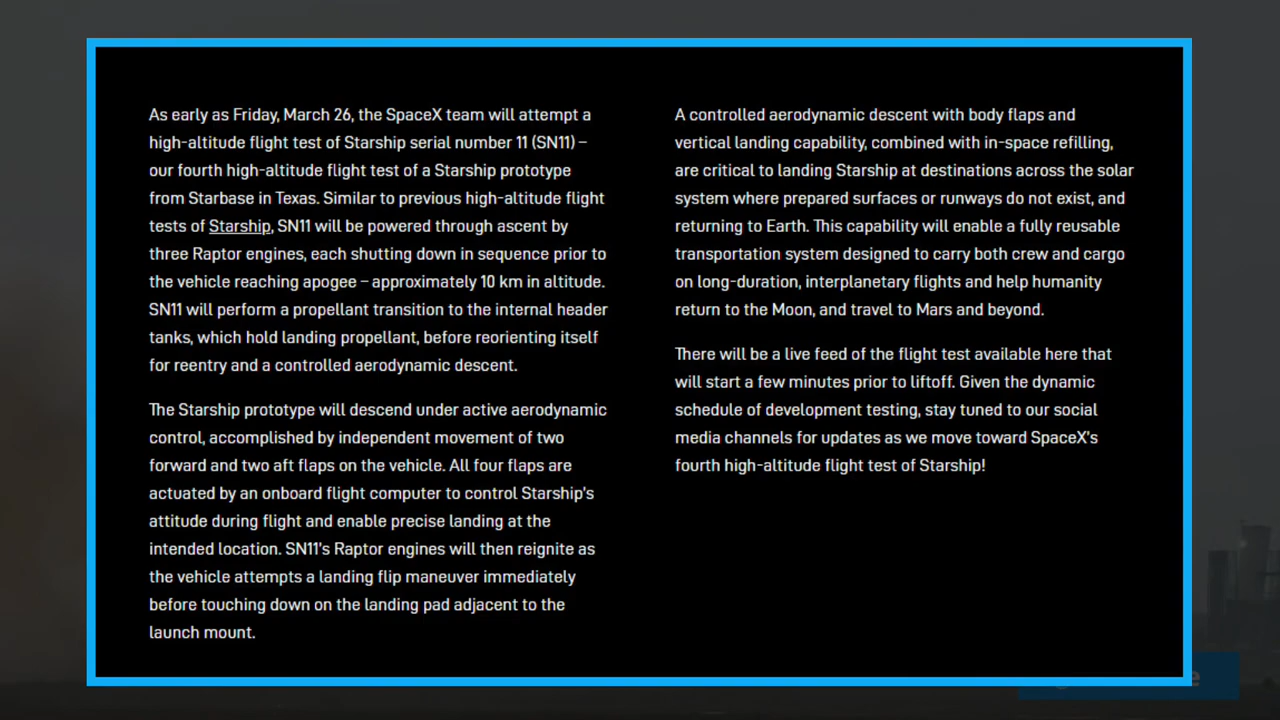 As early as Friday, March 26, the SpaceX team will attempt a
high-altitude flight test of Starship serial number 11 (SN11) –
our fourth high-altitude flight test of a Starship prototype
from Starbase in Texas. Similar to previous high-altitude flight
tests of Starship, SN11 will be powered through ascent by
three Raptor engines, each shutting down in sequence prior to
the vehicle reaching apogee – approximately 10 km in altitude.
SN11 will perform a propellant transition to the internal header
tanks, which hold landing propellant, before reorienting itself
for reentry and a controlled aerodynamic descent.
The Starship prototype will descend under active aerodynamic
control, accomplished by independent movement of two
forward and two aft flaps on the vehicle. All four flaps are
actuated by an onboard flight computer to control Starship's
attitude during flight and enable precise landing at the
intended location. SN11's Raptor engines will then reignite as
the vehicle attempts a landing flip maneuver immediately
before touching down on the landing pad adjacent to the
launch mount.
A controlled aerodynamic descent with body flaps and
vertical landing capability, combined with in-space refilling,
are critical to landing Starship at destinations across the solar
system where prepared surfaces or runways do not exist, and
returning to Earth. This capability will enable a fully reusable
transportation system designed to carry both crew and cargo
on long-duration, interplanetary flights and help humanity
return to the Moon, and travel to Mars and beyond.
There will be a live feed of the flight test available here that
will start a few minutes prior to liftoff. Given the dynamic
schedule of development testing, stay tuned to our social
media channels for updates as we move toward SpaceX's
fourth high-altitude flight test of Starship!